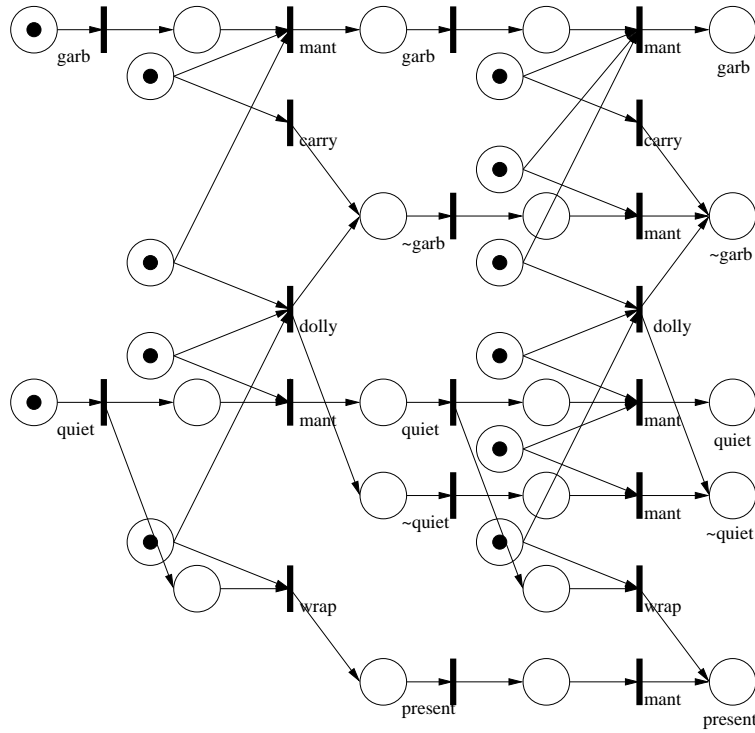 garb
mant
garb
mant
garb
carry
carry
~garb
mant
~garb
dolly
dolly
quiet
mant
quiet
mant
quiet
~quiet
mant
~quiet
wrap
wrap
present
mant
present